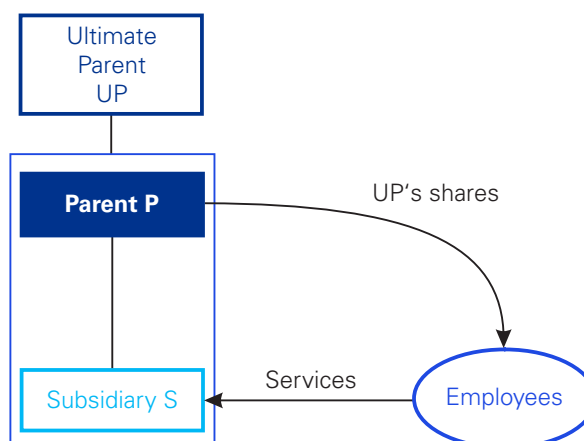 Ultimate
Parent
UP
Parent P
UP‘s shares
Subsidiary S
Services
Employees